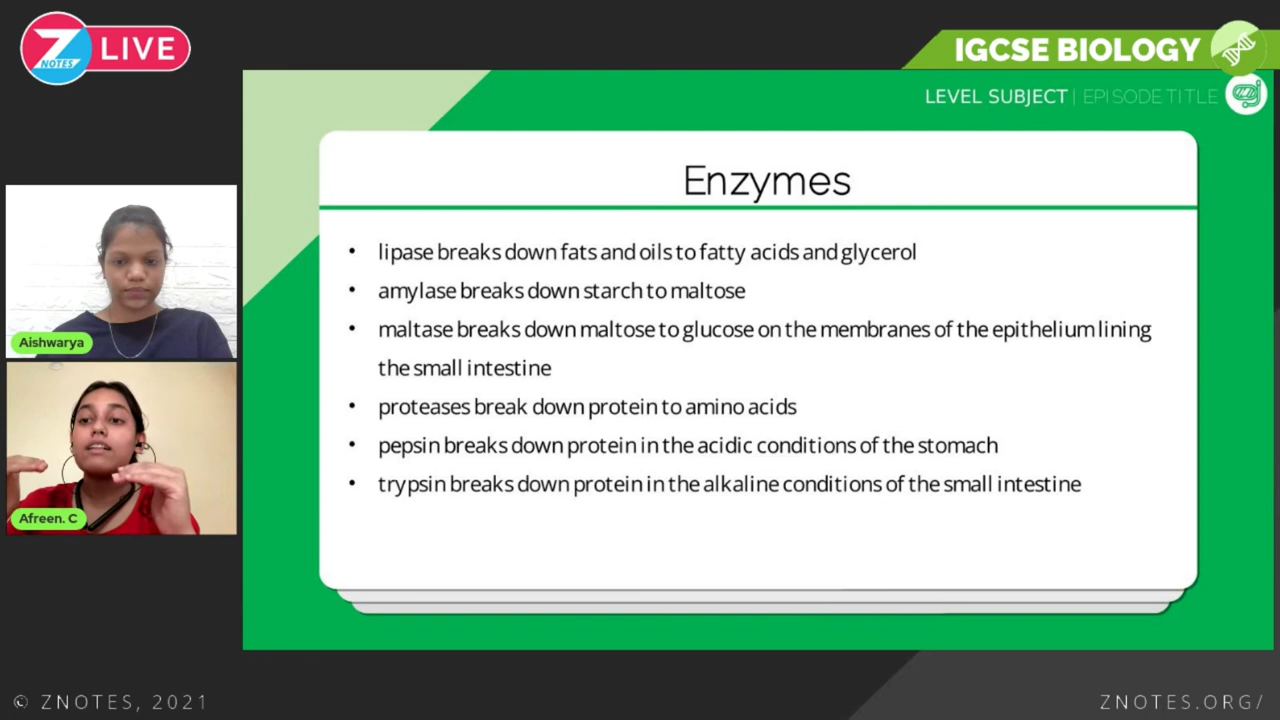 Z NOTES LIVE
IGCSE BIOLOGY
LEVEL SUBJECT | EPISODE TITLE
Enzymes
• lipase breaks down fats and oils to fatty acids and glycerol
• amylase breaks down starch to maltose
• maltase breaks down maltose to glucose on the membranes of the epithelium lining
the small intestine
• proteases break down protein to amino acids
• pepsin breaks down protein in the acidic conditions of the stomach
• trypsin breaks down protein in the alkaline conditions of the small intestine
Aishwarya
Afreen. C
© ZNOTES, 2021
ZNOTES.ORG/